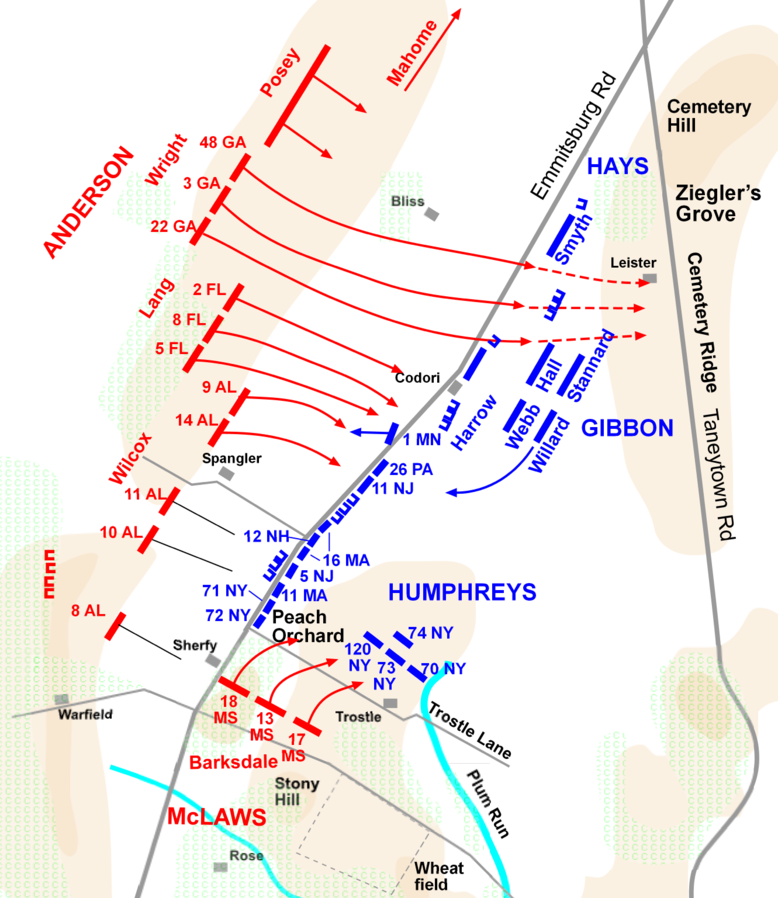 Mahome
Posey
Emmitsburg Rd
Cemetery
Hill
48 GA
Wright
HAYS
3 GA
ANDERSON
Ziegler's
Grove
Bliss
Smyth
22 GA
Leister
Cemetery Ridge
2 FL
Lang
8 FL
5 FL
Hall
Stannard
Codori
9 AL
Harrow
Webb
Willard
GIBBON
Taneytown Rd
14 AL
1 MN
Wilcox
Spangler
26 PA
11 NJ
11 AL
10 AL
12 NH
16 MA
5 NJ
71 NY
11 MA
HUMPHREYS
8 AL
72 NY
Peach
Orchard
74 NY
Sherfy
120
NY
73
NY
70 NY
18
MS
13
MS
17
MS
Warfield
Trostle
Trostle Lane
Barksdale
Stony
Hill
Plum Run
McLAWS
Rose
Wheat
field